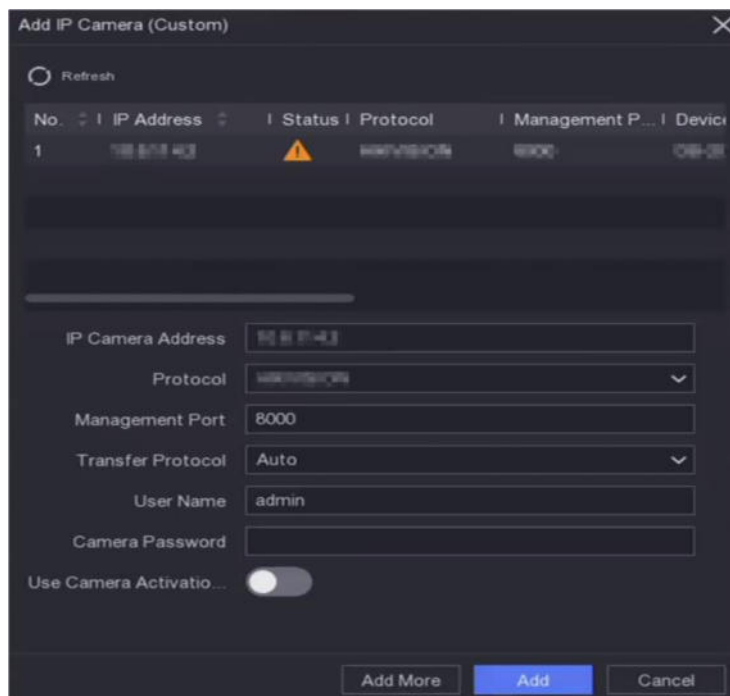 Add IP Camera (Custom)
Refresh
No. IP Address Status Protocol Management P... Device
1
IP Camera Address
Protocol
Management Port 8000
Transfer Protocol Auto
User Name admin
Camera Password
Use Camera Activatio...
Add More Add Cancel